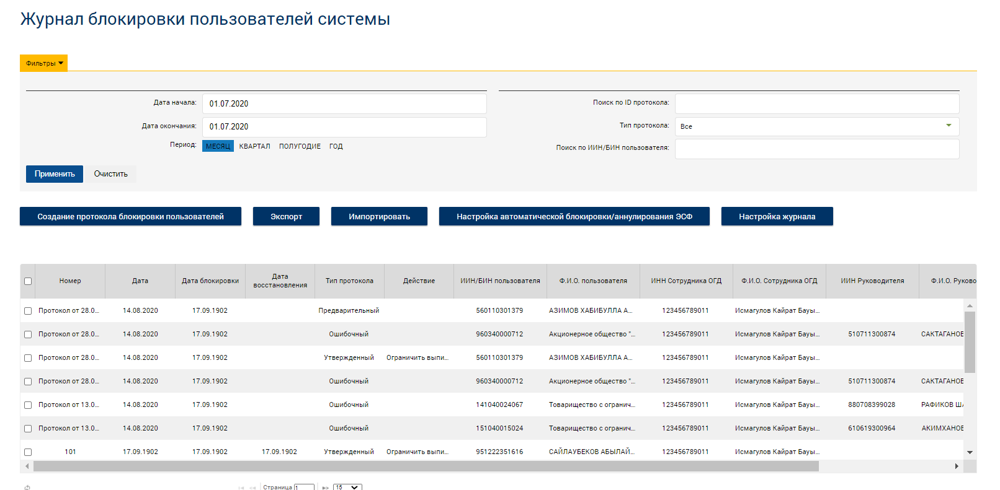 Журнал блокировки пользователей системы
Фильтры
Дата начала: 01.07.2020
Дата окончания: 01.07.2020
Период: МЕСЯЦ КВАРТАЛ ПОЛУГОДИЕ ГОД
Поиск по ID протокола:
Тип протокола: Все
Поиск по ИИН/БИН пользователя:
Применить Очистить
Создание протокола блокировки пользователей Экспорт Импортировать Настройка автоматической блокировки/аннулирования ЭСФ Настройка журнала
Номер Дата Дата блокировки Дата восстановления Тип протокола Действие ИИН/БИН пользователя Ф.И.О. пользователя ИНН Сотрудника ОГД Ф.И.О. Сотрудника ОГД ИИН Руководителя Ф.И.О. Руково
Протокол от 28.0... 14.08.2020 17.09.1902 Предварительный 560110301379 АЗИМОВ ХАБИБУЛЛА А... 123456789011 Исмагулов Кайрат Бауы...
Протокол от 28.0... 14.08.2020 17.09.1902 Ошибочный 960340000712 Акционерное общество "... 123456789011 Исмагулов Кайрат Бауы... 510711300874 САКТАГАНОВ
Протокол от 28.0... 14.08.2020 17.09.1902 Утвержденный Ограничить выпи... 560110301379 АЗИМОВ ХАБИБУЛЛА А... 123456789011 Исмагулов Кайрат Бауы...
Протокол от 28.0... 14.08.2020 17.09.1902 Ошибочный 960340000712 Акционерное общество "... 123456789011 Исмагулов Кайрат Бауы... 510711300874 САКТАГАНОВ
Протокол от 13.0... 14.08.2020 17.09.1902 Ошибочный 141040024067 Товарищество с огранич... 123456789011 Исмагулов Кайрат Бауы... 880708399028 РАФИКОВ ША
Протокол от 13.0... 14.08.2020 17.09.1902 Ошибочный 151040015024 Товарищество с огранич... 123456789011 Исмагулов Кайрат Бауы... 610619300964 АКИМХАНОВ
101 17.09.1902 17.09.1902 17.09.1902 Утвержденный Ограничить выпи... 951222351616 САЙЛАУБЕКОВ АБЫЛАЙ... 123456789011 Исмагулов Кайрат Бауы...
Страница 1 15